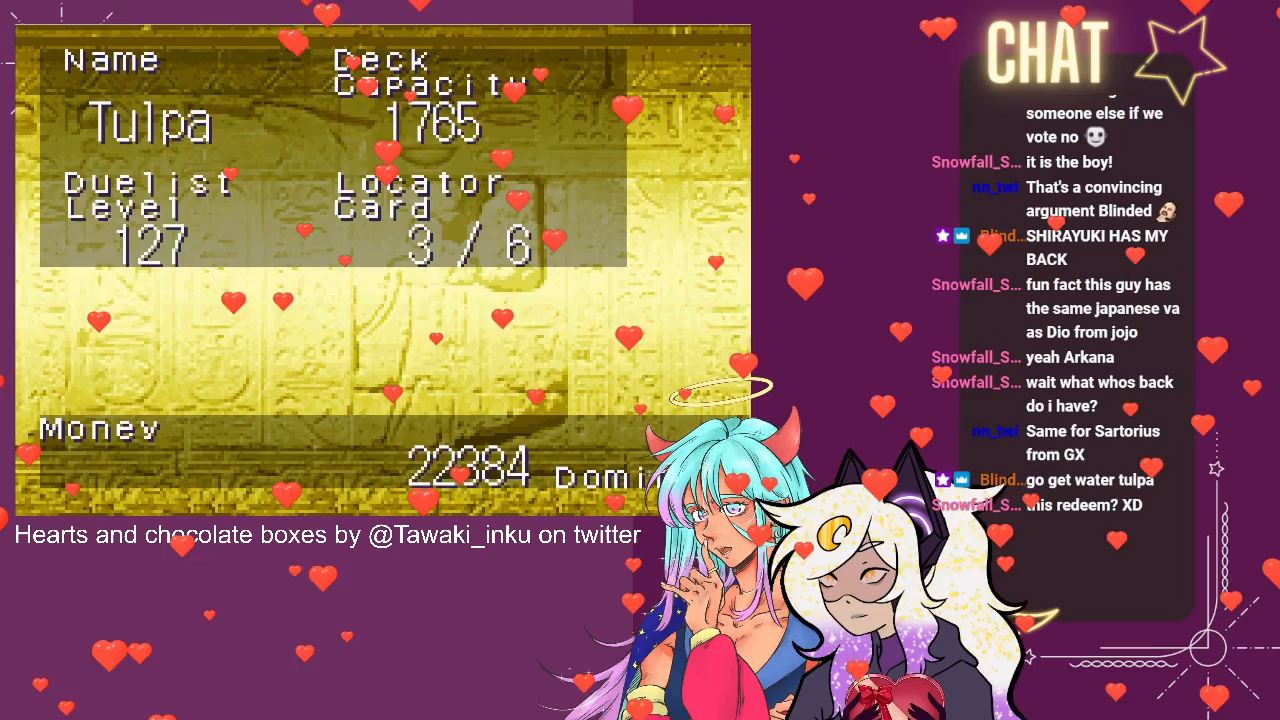 Name
Deck
Capacity
Tulpa
1765
Duelist
Level
Locator
Card
127
3 / 6
Money
22384
Hearts and chocolate boxes by @Tawaki_inku on twitter
CHAT
someone else if we
vote no
Snowfall_S... it is the boy!
nn_twi That's a convincing
argument Blinded
Blind... SHIRAYUKI HAS MY
BACK
Snowfall_S... fun fact this guy has
the same japanese va
as Dio from jojo
Snowfall_S... yeah Arkana
Snowfall_S... wait what whos back
do i have?
nn_twi Same for Sartorius
from GX
Blind... go get water tulpa
Snowfall_S... this redeem? XD